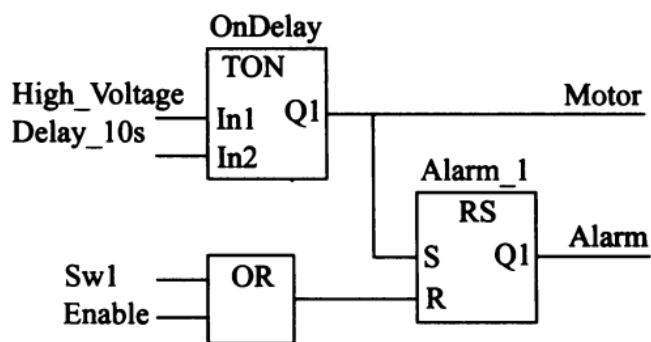 OnDelay
TON
High_Voltage
In1 Q1
Motor
Delay_10s
In2
Alarm_1
RS
S Q1
Alarm
R
Sw1
OR
Enable